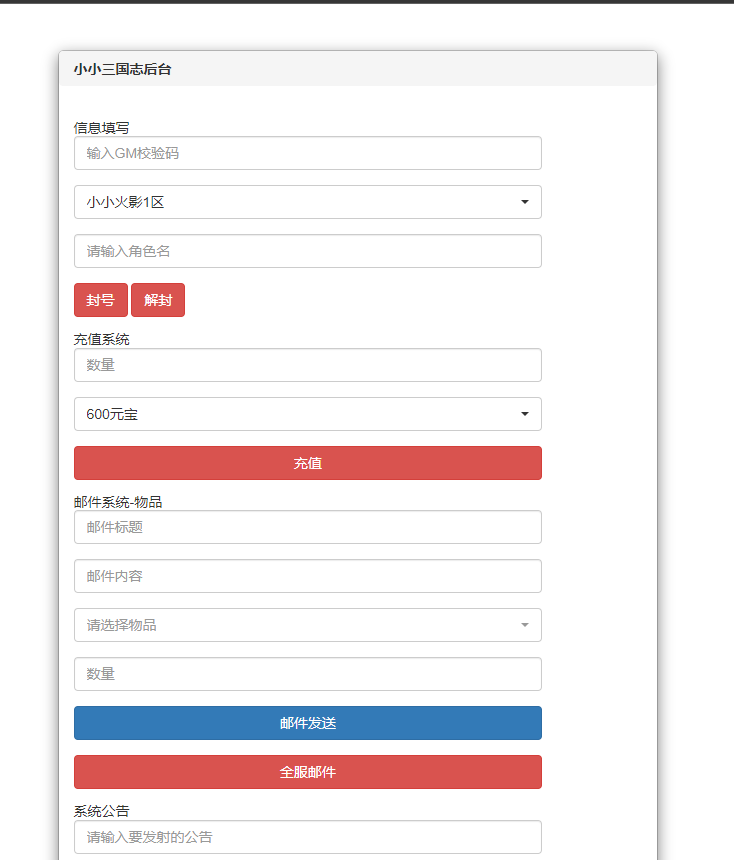 小小三国志后台
信息填写
输入GM校验码
小小火影1区
请输入角色名
封号 解封
充值系统
数量
600元宝
充值
邮件系统-物品
邮件标题
邮件内容
请选择物品
数量
邮件发送
全服邮件
系统公告
请输入要发射的公告